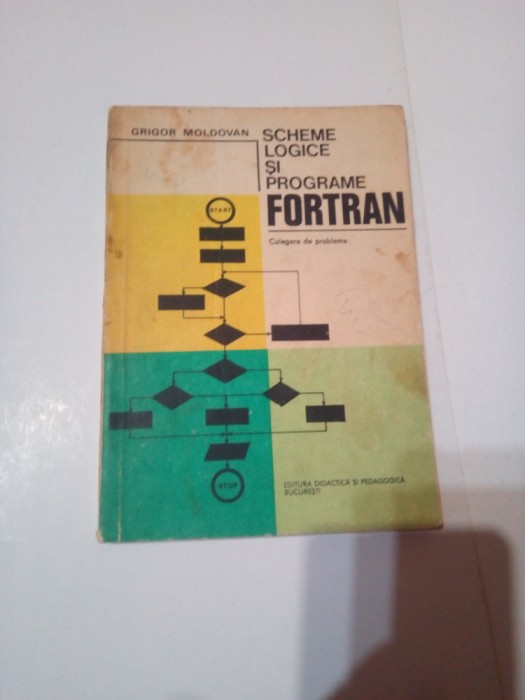 GRIGOR MOLDOVAN
SCHEME
LOGICE
ȘI
PROGRAME
FORTRAN
Culegere de probleme
START
STOP
EDITURA DIDACTICĂ ȘI PEDAGOGICĂ
BUCUREȘTI